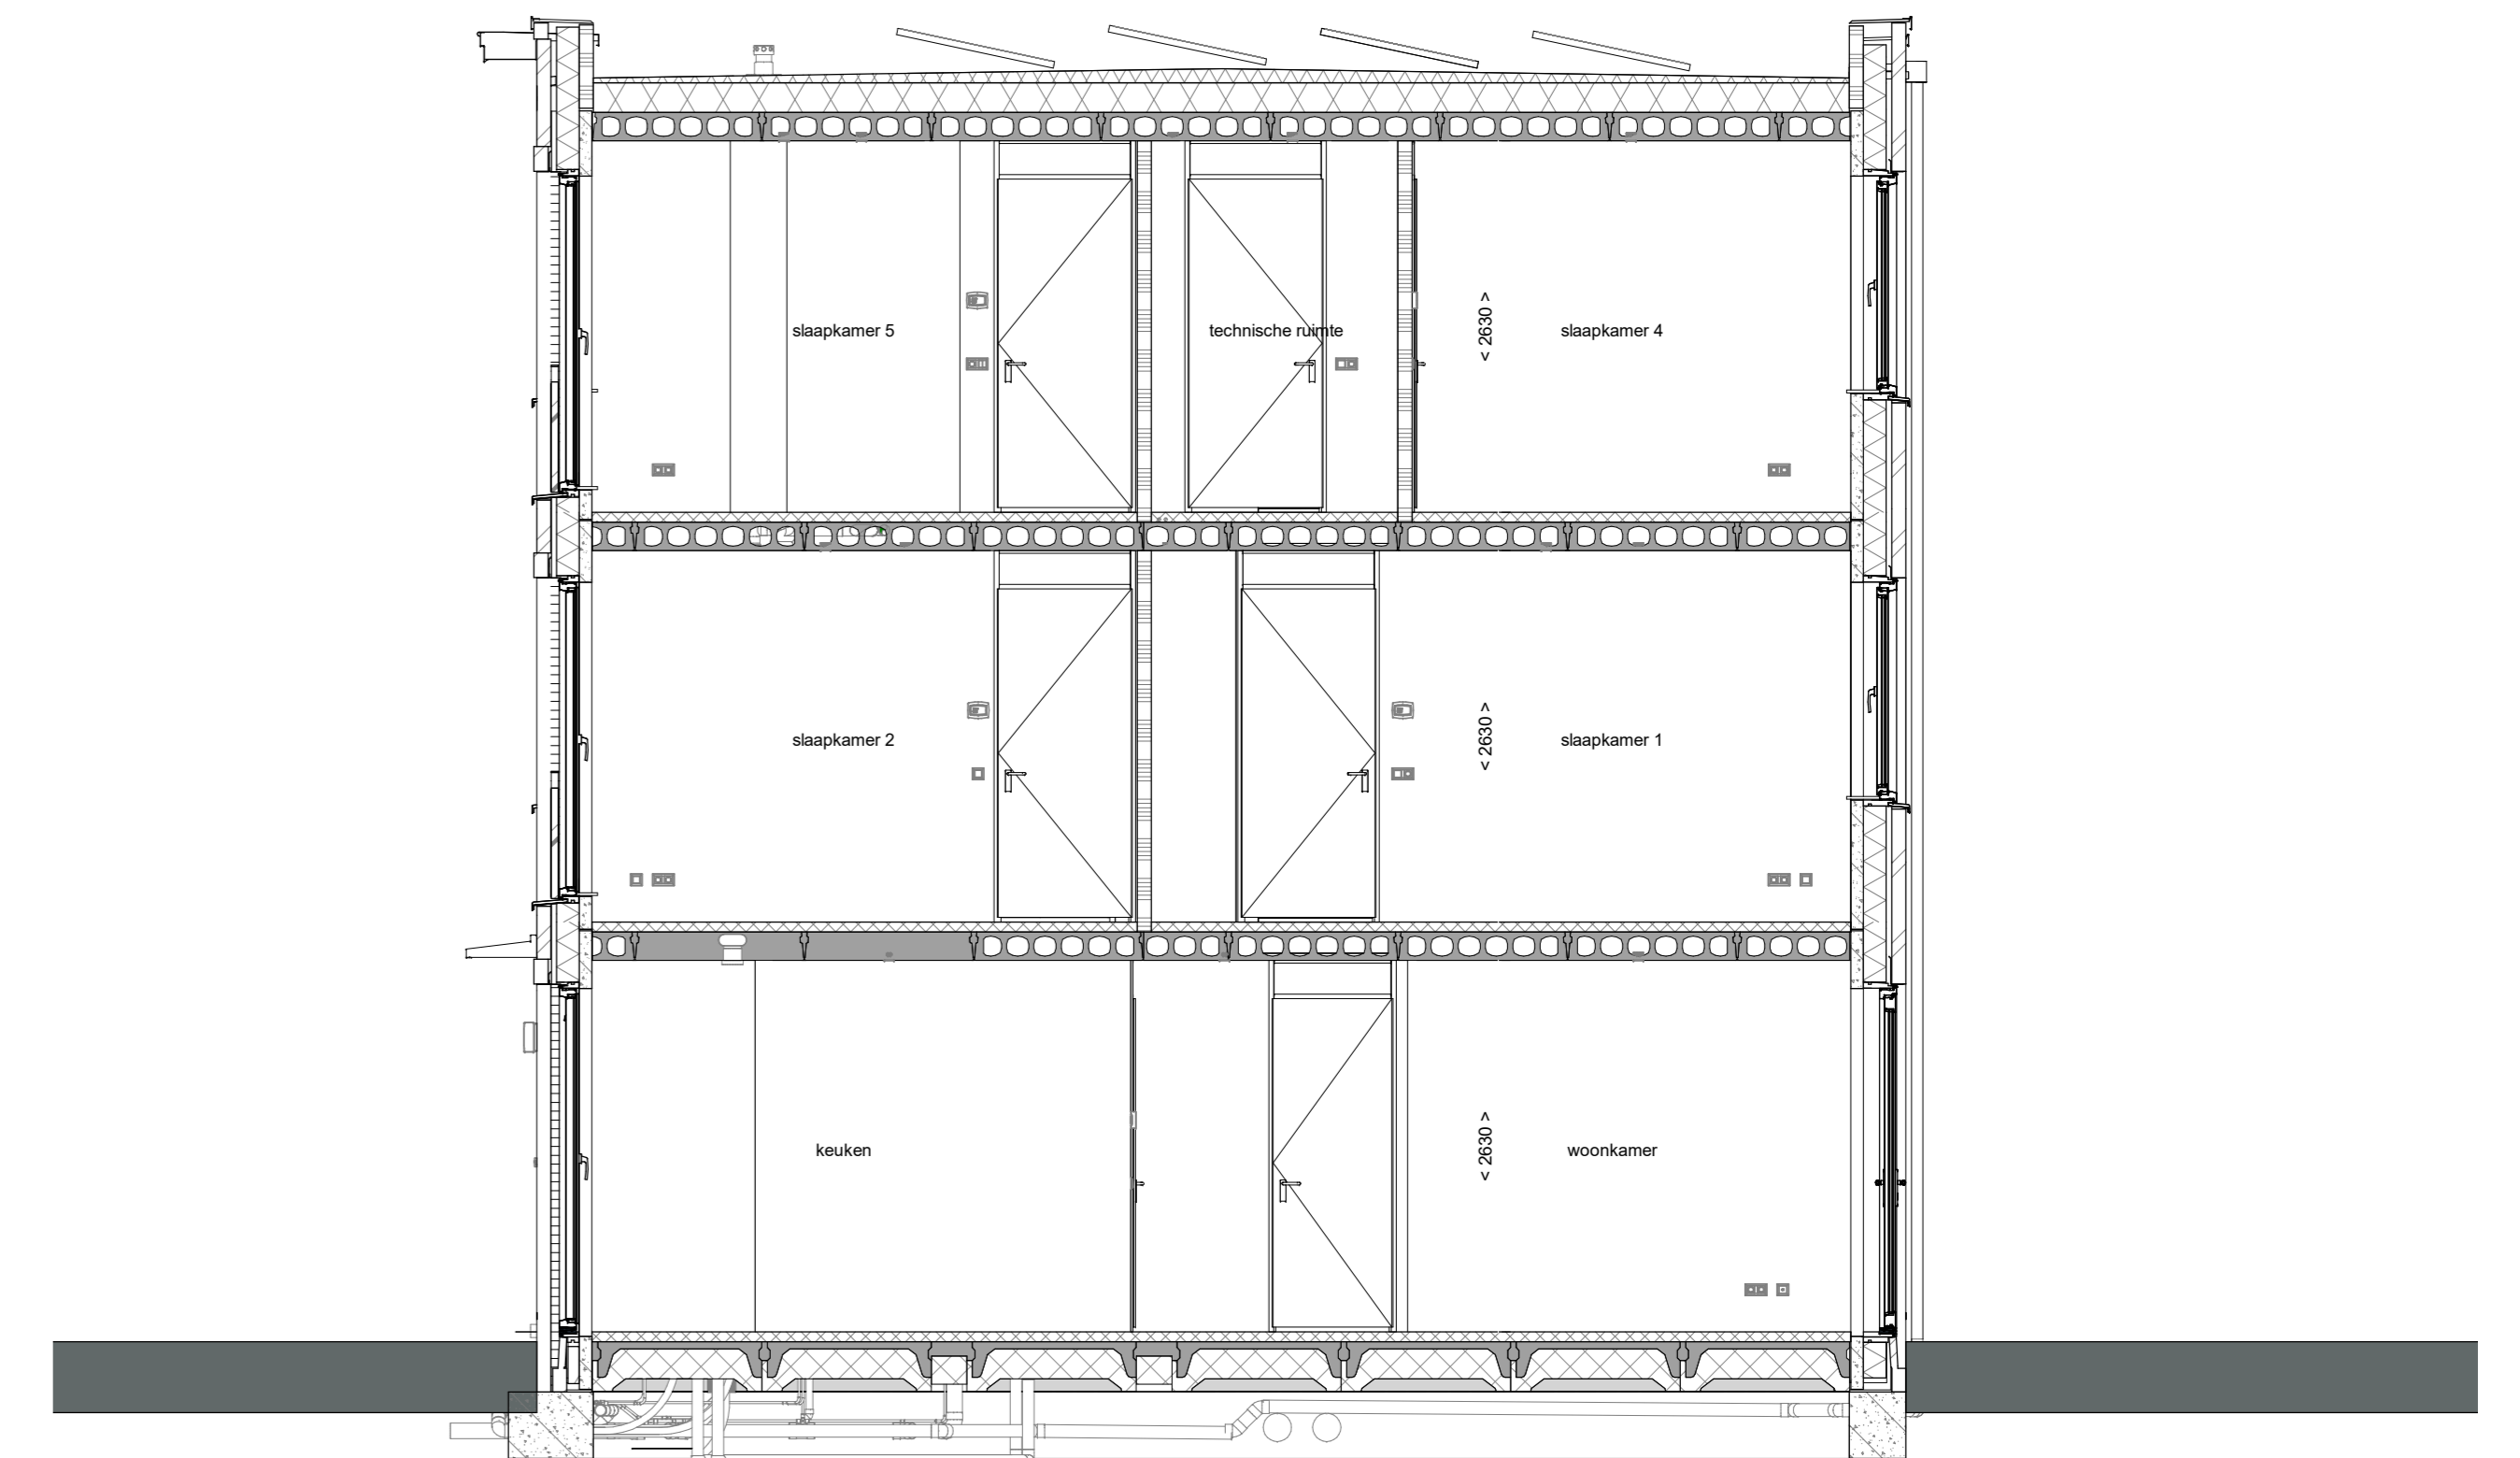 slaapkamer 5
technische ruimte
< 2630 >
slaapkamer 4
slaapkamer 2
< 2630 >
slaapkamer 1
keuken
< 2630 >
woonkamer